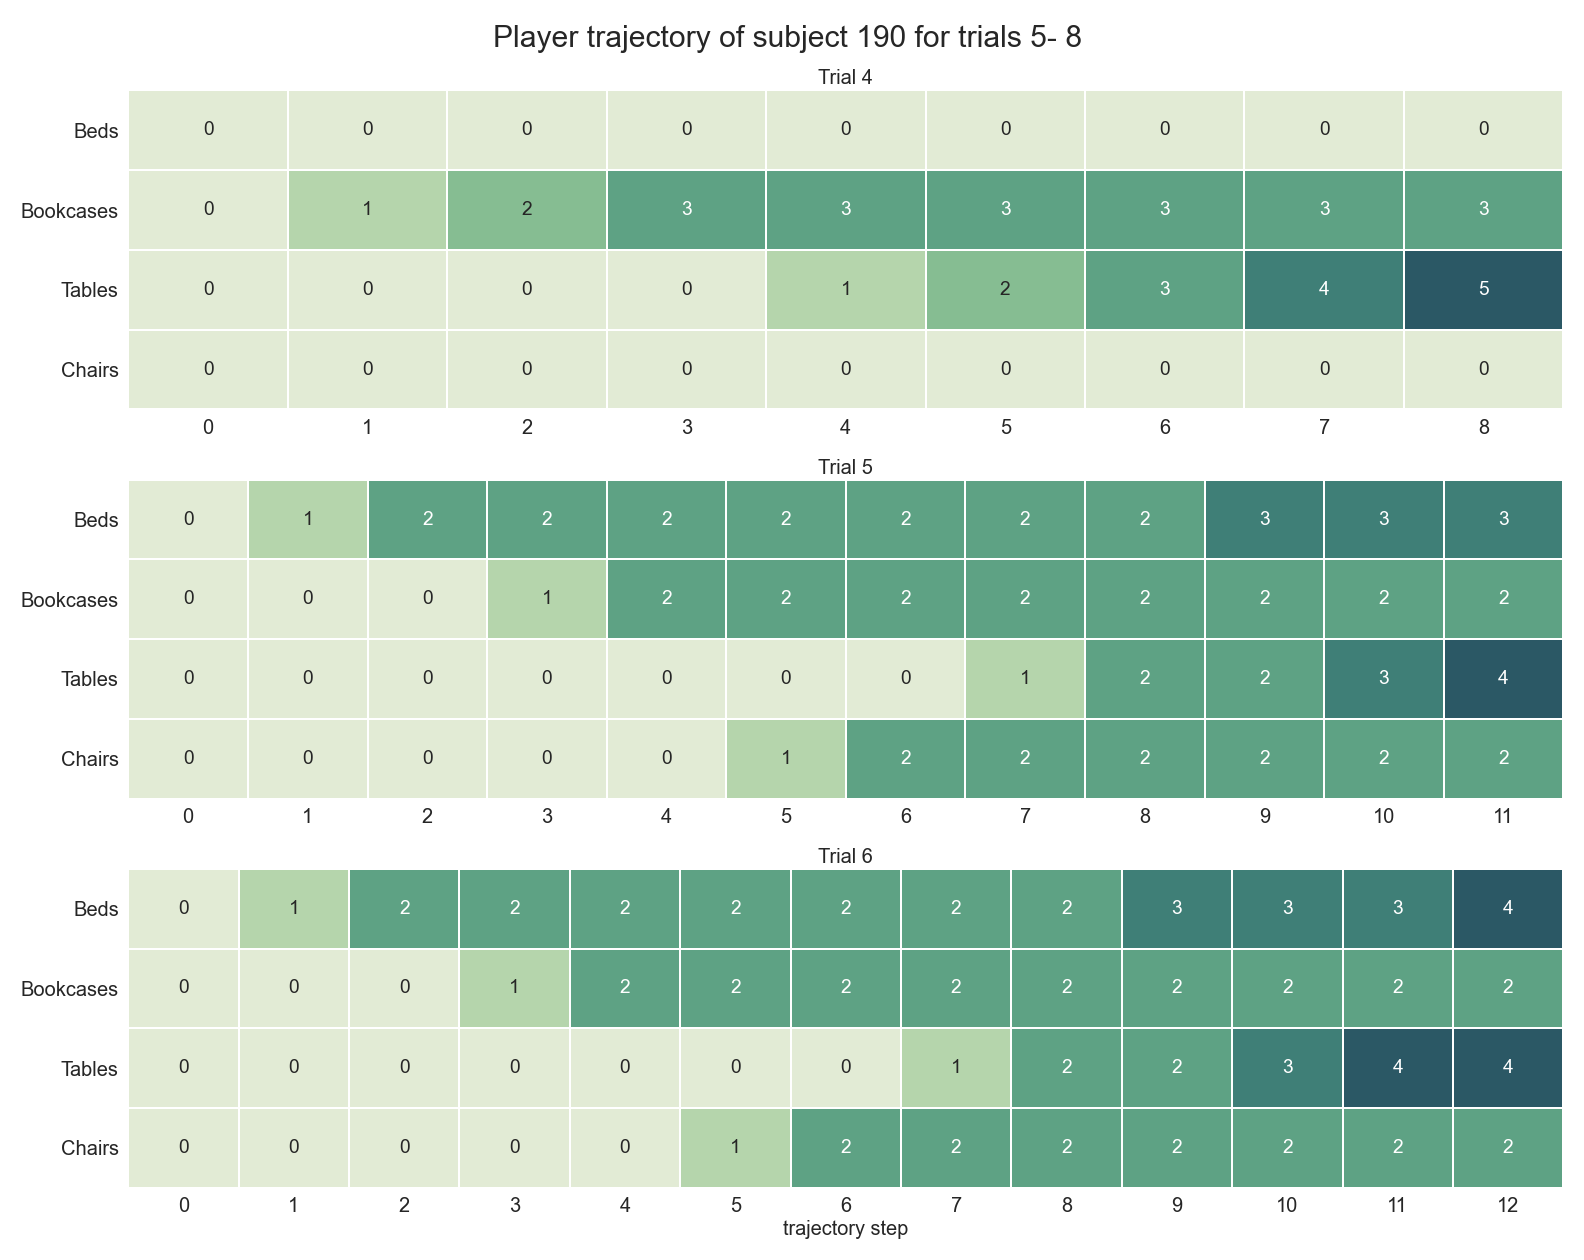 Player trajectory of subject 190 for trials 5- 8
Trial 4
Beds 0 0 0 0 0 0 0 0 0
Bookcases 0 1 2 3 3 3 3 3 3
Tables 0 0 0 0 1 2 3 4 5
Chairs 0 0 0 0 0 0 0 0 0
0 1 2 3 4 5 6 7 8
Trial 5
Beds 0 1 2 2 2 2 2 2 2 3 3 3
Bookcases 0 0 0 1 2 2 2 2 2 2 2 2
Tables 0 0 0 0 0 0 0 1 2 2 3 4
Chairs 0 0 0 0 0 1 2 2 2 2 2 2
0 1 2 3 4 5 6 7 8 9 10 11
Trial 6
Beds 0 1 2 2 2 2 2 2 2 3 3 3 4
Bookcases 0 0 0 1 2 2 2 2 2 2 2 2 2
Tables 0 0 0 0 0 0 0 1 2 2 3 4 4
Chairs 0 0 0 0 0 1 2 2 2 2 2 2 2
0 1 2 3 4 5 6 7 8 9 10 11 12
trajectory step